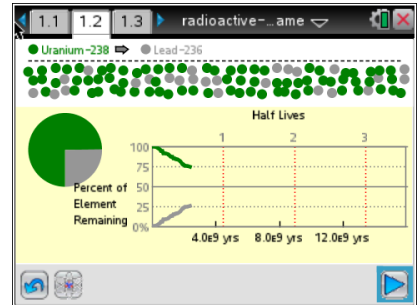 1.1 1.2 1.3 radioactive-...ame
Uranium-238 Lead-236
Half Lives
1 2 3
100
75
Percent of 50
Element
25
Remaining 0%
4.0E9 yrs 8.0E9 yrs 12.0E9 yrs